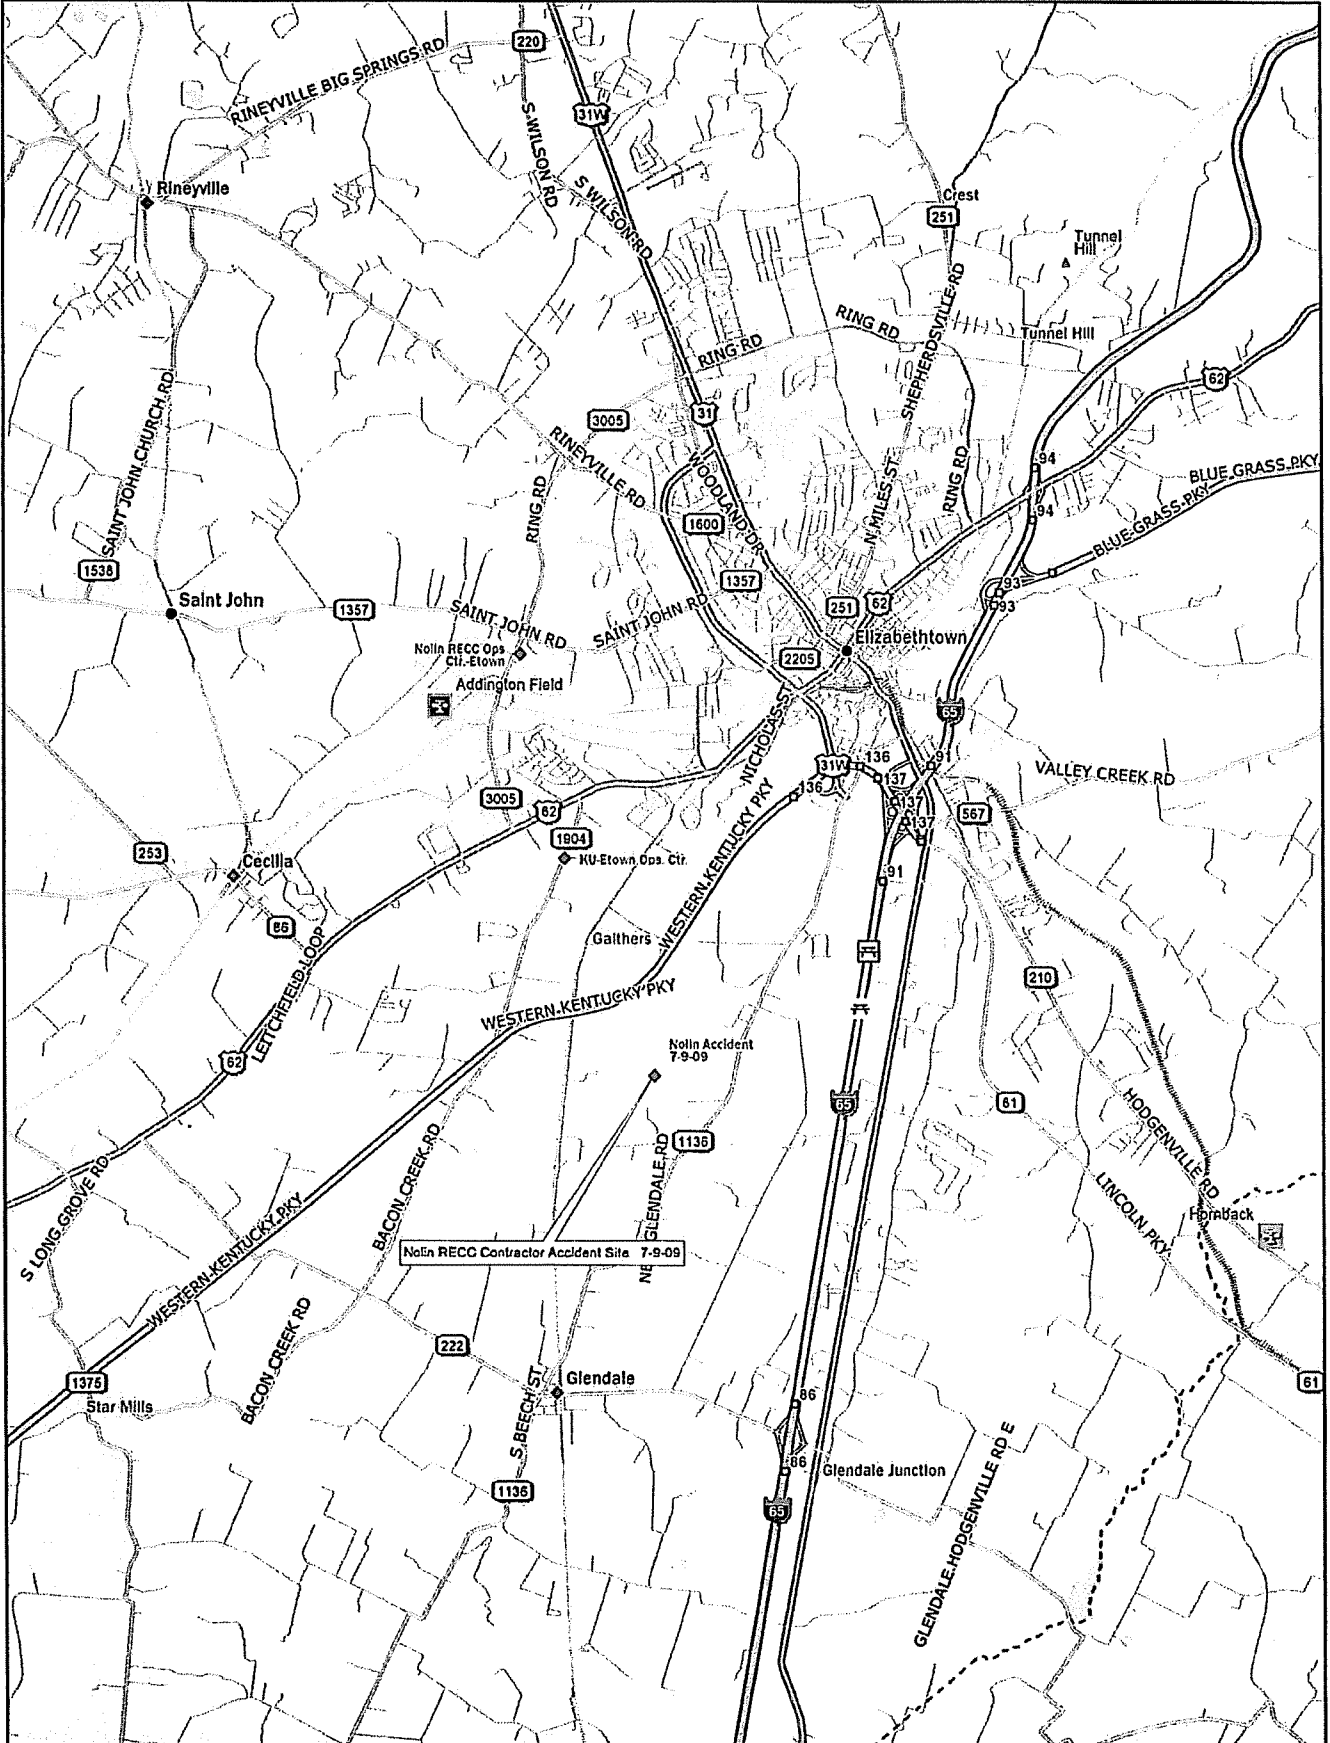 220
RINEYVILLE BIG SPRINGS RD
31W
S WILSON RD
S WILSON RD
Rineyville
Crest
251
Tunnel
Hill
RING RD
RING RD
Tunnel Hill
SHEPHERDSVILLE RD
62
31
3005
SAINT JOHN CHURCH RD
RINEYVILLE RD
WOODLAND DR
94
BLUE GRASS PKY
RING RD
RING RD
N MILES ST
94
BLUE GRASS PKY
1600
1538
1357
93
93
Saint John
1357
SAINT JOHN RD
SAINT JOHN RD
251
62
Elizabethtown
Nolin RECC Ops
Ctr.-Etown
2205
Addington Field
65
NICHOLAS ST
31W
136
91
VALLEY CREEK RD
137
136
3005
62
137
567
137
1904
253
Cecilia
KU-Etown Ops. Ctr.
91
86
Gaithers
WESTERN KENTUCKY PKY
LEITCHFIELD LOOP
210
WESTERN KENTUCKY PKY
62
Nolin Accident
7-9-09
65
61
HODGENVILLE RD
1136
BACON CREEK RD
S LONG GROVE RD
LINCOLN PKY
Hornback
NEW GLENDALE RD
Nolin RECC Contractor Accident Site 7-9-09
WESTERN KENTUCKY PKY
BACON CREEK RD
222
1375
Star Mills
Glendale
61
86
S BEECH ST
86
Glendale Junction
1136
65
GLENDALE HODGENVILLE RD E